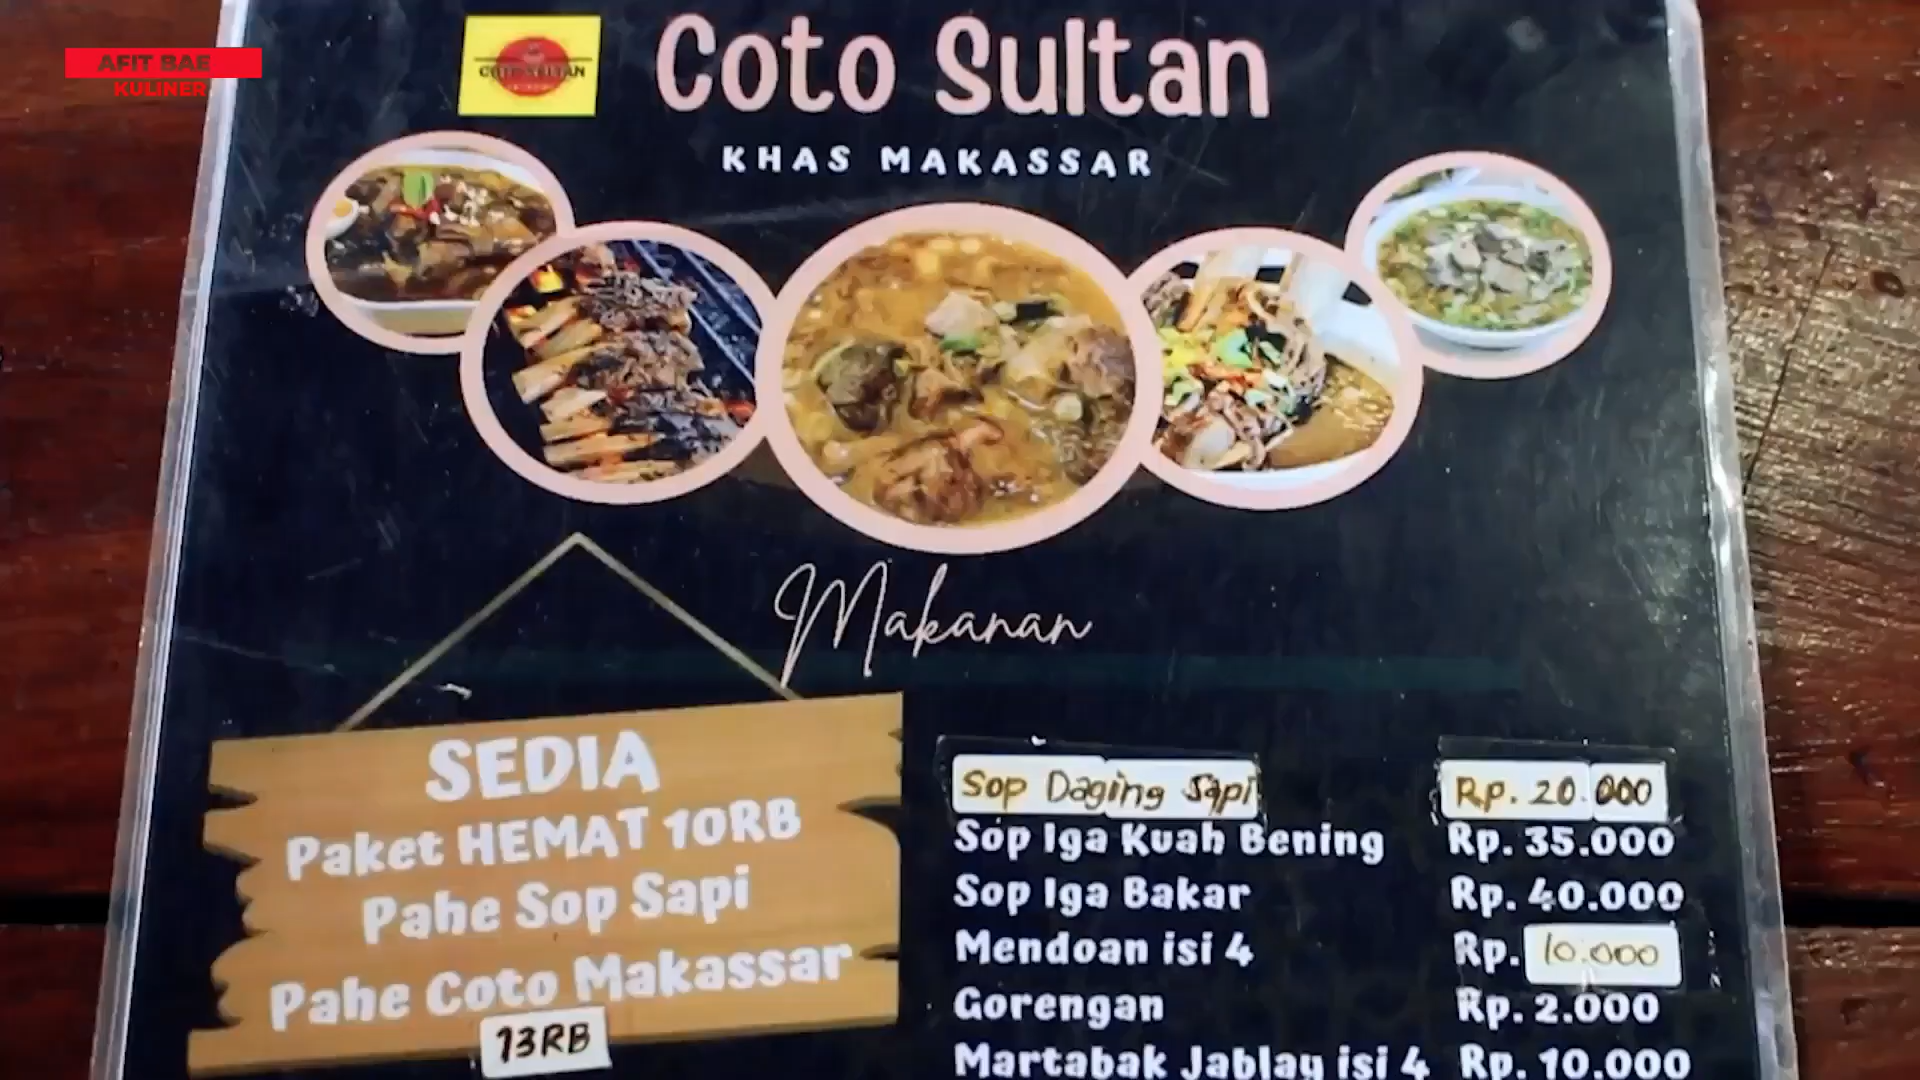 AFIT BAE
KULINER
COTO SULTAN
Coto Sultan
KHAS MAKASSAR
Makanan
SEDIA
Paket HEMAT 10RB
Pahe Sop Sapi
Pahe Coto Makassar
13RB
Sop Daging Sapi Rp. 20.000
Sop Iga Kuah Bening Rp. 35.000
Sop Iga Bakar Rp. 40.000
Mendoan isi 4 Rp. 10.000
Gorengan Rp. 2.000
Martabak Jablay isi 4 Rp. 10.000